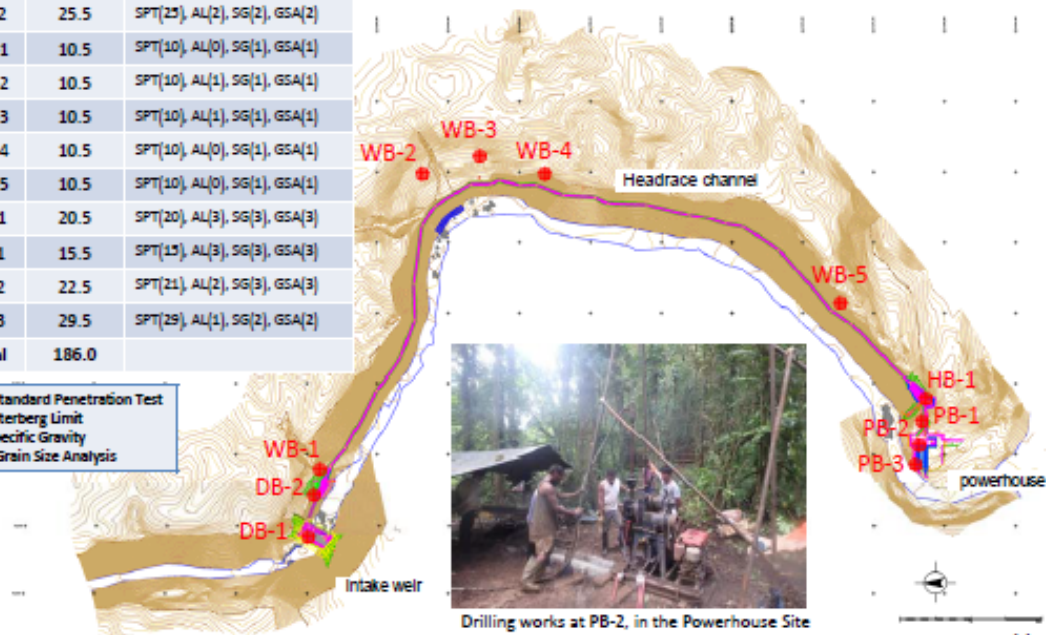 2 25.5 SPT(25), AL(2), SG(2), GSA(2)
1 10.5 SPT(10), AL(0), SG(1), GSA(1)
2 10.5 SPT(10), AL(1), SG(1), GSA(1)
3 10.5 SPT(10), AL(1), SG(1), GSA(1)
4 10.5 SPT(10), AL(0), SG(1), GSA(1)
5 10.5 SPT(10), AL(0), SG(1), GSA(1)
1 20.5 SPT(20), AL(3), SG(3), GSA(3)
1 15.5 SPT(15), AL(3), SG(3), GSA(3)
2 22.5 SPT(21), AL(2), SG(3), GSA(3)
3 29.5 SPT(29), AL(1), SG(2), GSA(2)
al 186.0
tandard Penetration Test
terberg Limit
ecific Gravity
Grain Size Analysis
WB-3
WB-2
WB-4
Headrace channel
WB-5
HB-1
PB-1
PB-2
PB-3
powerhouse
WB-1
DB-2
DB-1
Intake weir
Drilling works at PB-2, in the Powerhouse Site